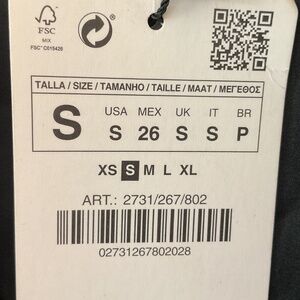 FSC
MIX
FSC® C015426
TALLA / SIZE / TAMANHO / TAILLE / MAAT / ΜΕΓΕΘΟΣ
USA MEX UK IT BR
S S 26 S S P
XS S M L XL
ART.: 2731/267/802
02731267802028